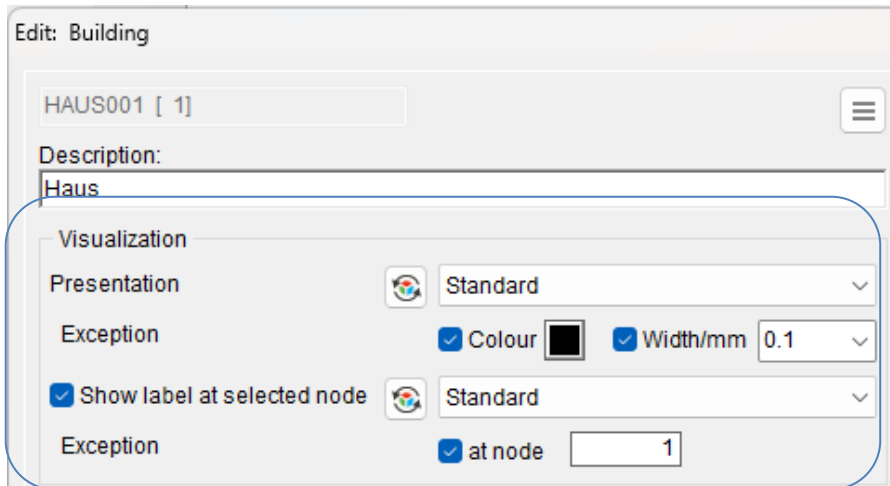 Edit: Building
HAUS001 [ 1]
Description:
Haus
Visualization
Presentation Standard
Exception Colour Width/mm 0.1
Show label at selected node Standard
Exception at node 1